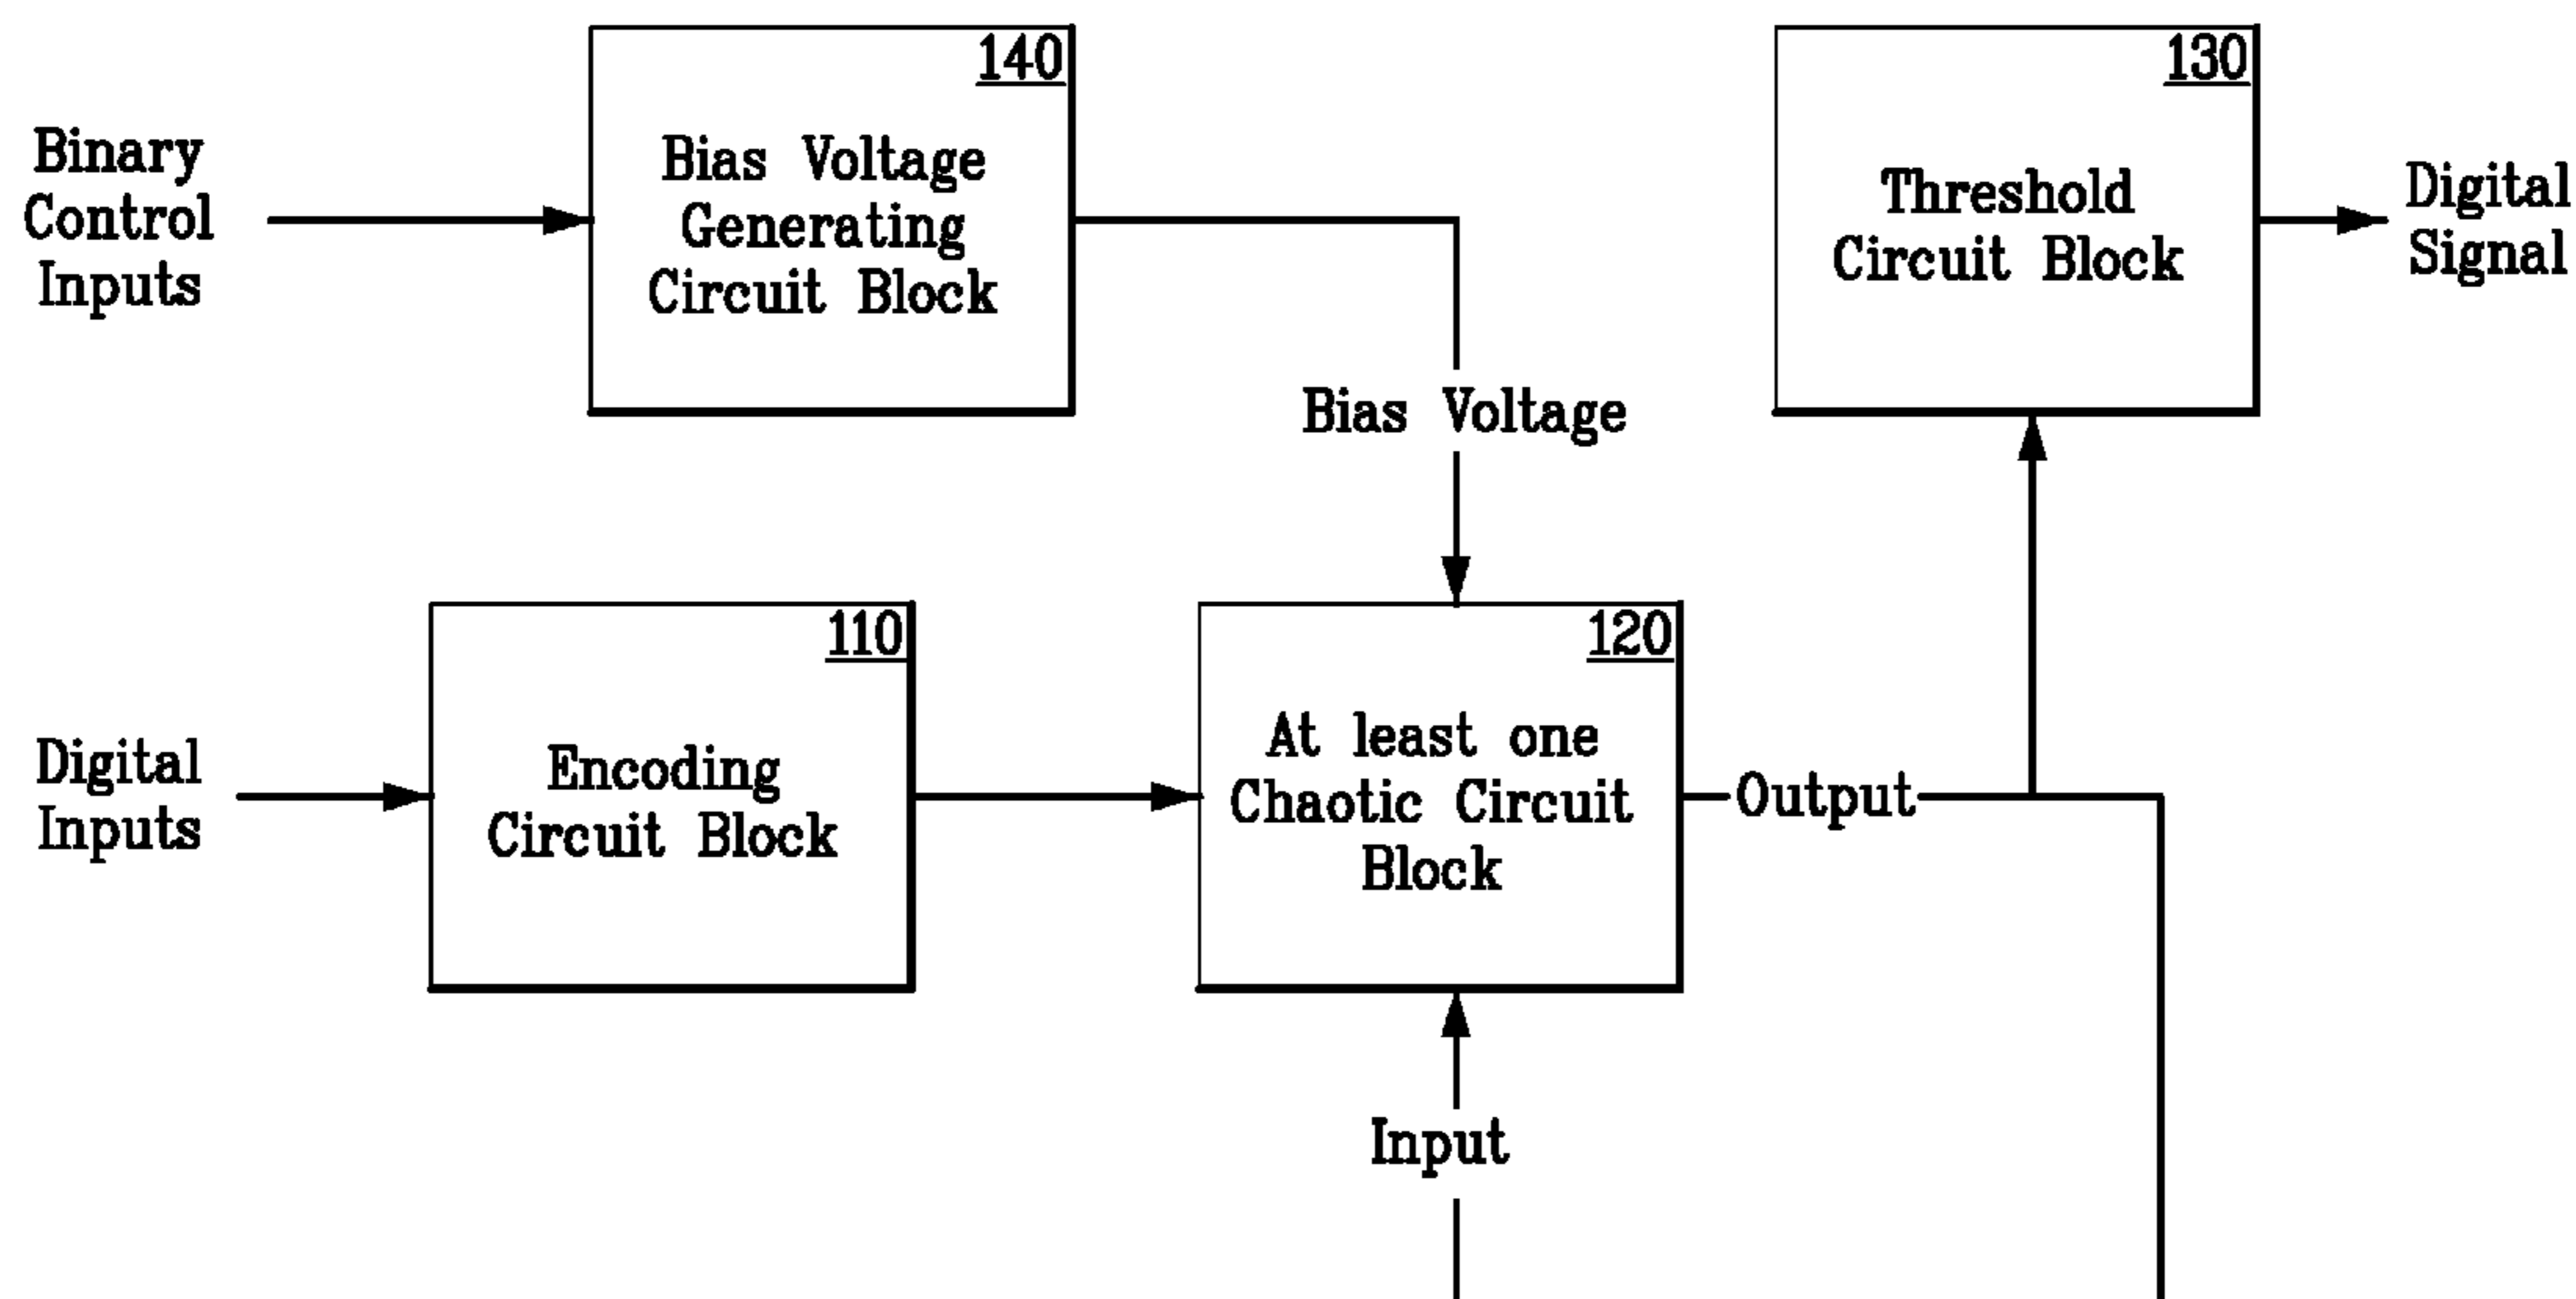 140
Binary
Control
Inputs
Bias Voltage
Generating
Circuit Block
130
Threshold
Circuit Block
Digital
Signal
Bias Voltage
110
Digital
Inputs
Encoding
Circuit Block
120
At least one
Chaotic Circuit
Block
Output
Input